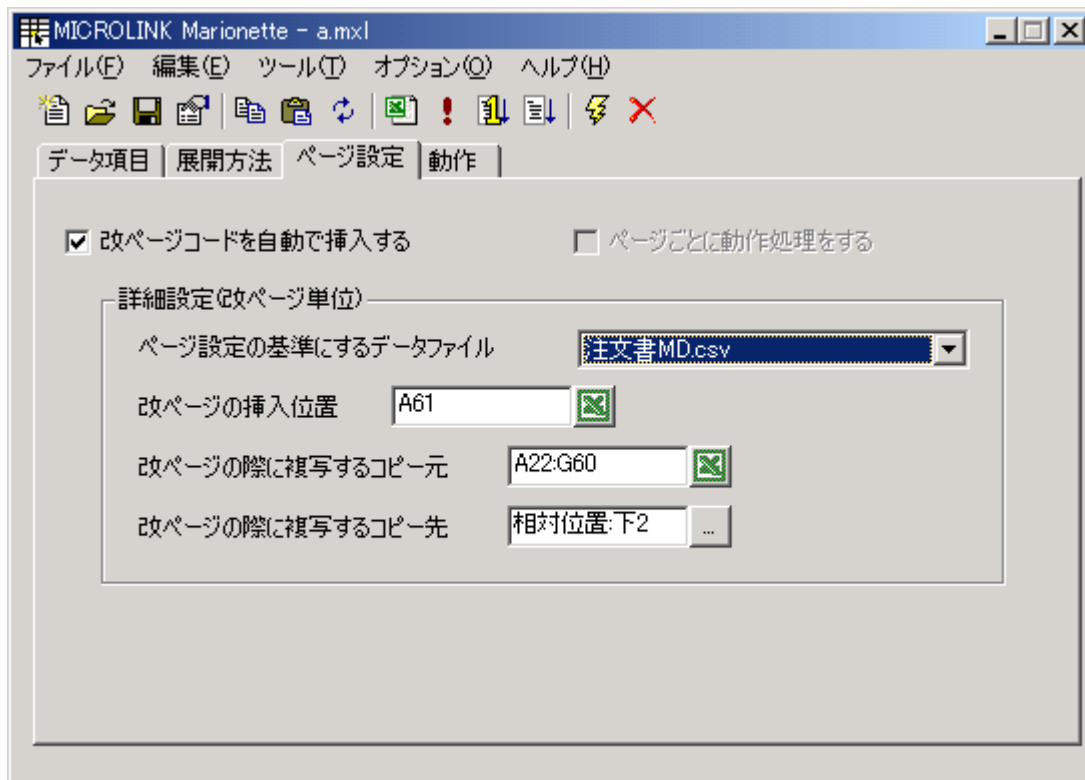 MICROLINK Marionette - a.mxl
ファイル(F) 編集(E) ツール(T) オプション(O) ヘルプ(H)
データ項目 展開方法 ページ設定 動作
改ページコードを自動で挿入する ページごとに動作処理をする
詳細設定(改ページ単位)
ページ設定の基準にするデータファイル 注文書MD.csv
改ページの挿入位置 A61
改ページの際に複写するコピー元 A22:G60
改ページの際に複写するコピー先 相対位置:下2 ...